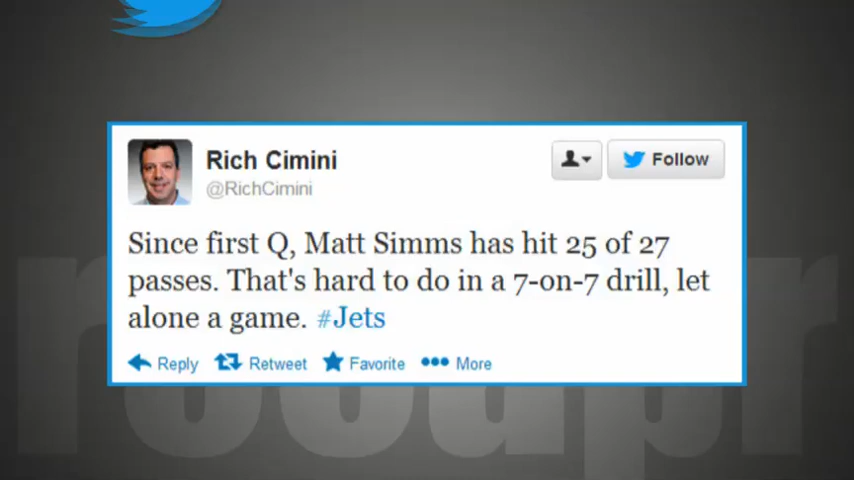 Rich Cimini
@RichCimini
Follow
Since first Q, Matt Simms has hit 25 of 27
passes. That's hard to do in a 7-on-7 drill, let
alone a game. #Jets
Reply Retweet Favorite More